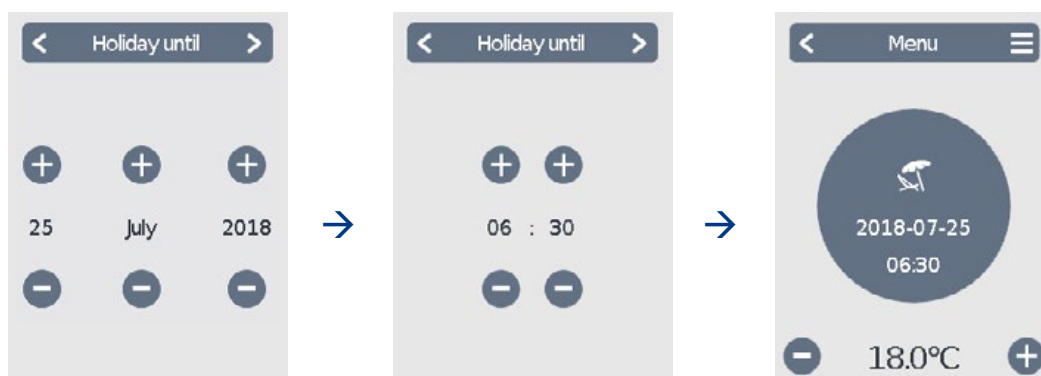 Holiday until
25 July 2018
Holiday until
06 : 30
Menu
2018-07-25
06:30
18.0°C